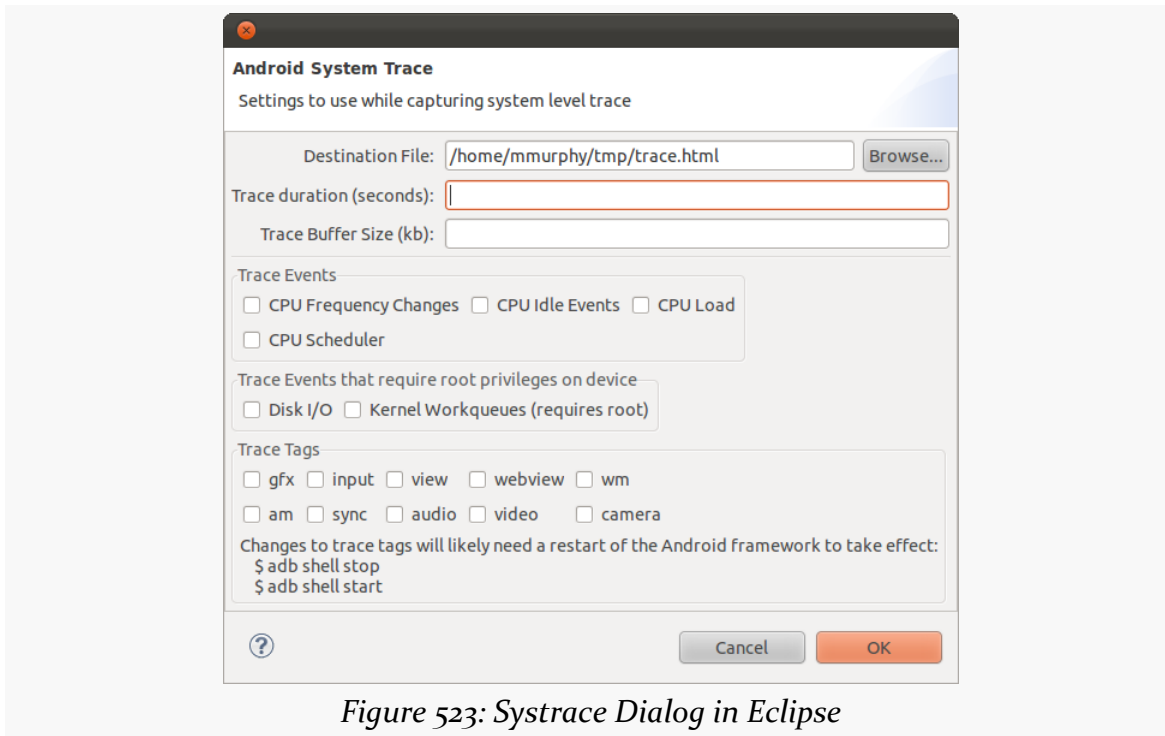 Android System Trace
Settings to use while capturing system level trace
Destination File: /home/mmurphy/tmp/trace.html Browse...
Trace duration (seconds):
Trace Buffer Size (kb):
Trace Events
CPU Frequency Changes CPU Idle Events CPU Load
CPU Scheduler
Trace Events that require root privileges on device
Disk I/O Kernel Workqueues (requires root)
Trace Tags
gfx input view webview wm
am sync audio video camera
Changes to trace tags will likely need a restart of the Android framework to take effect:
$ adb shell stop
$ adb shell start
? Cancel OK
Figure 523: Systrace Dialog in Eclipse